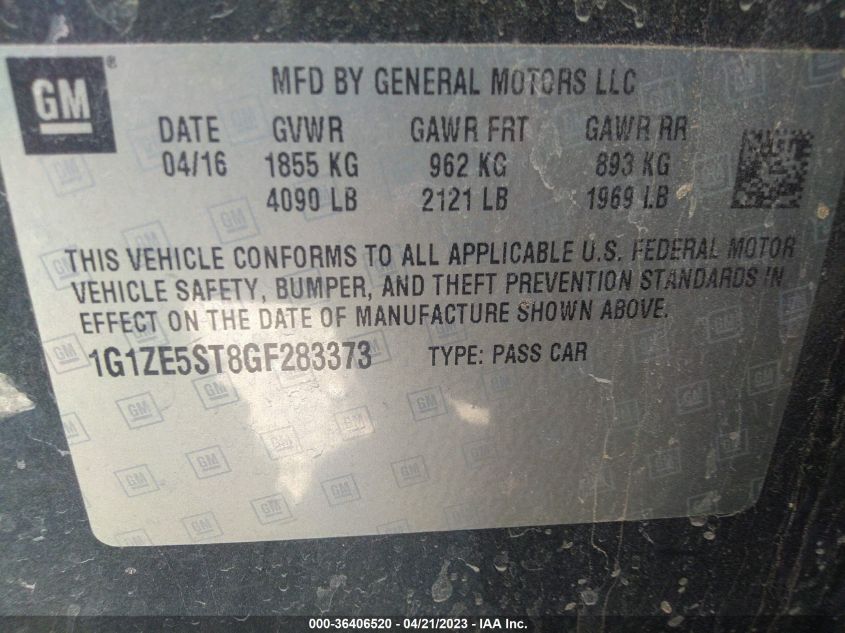 GM®
MFD BY GENERAL MOTORS LLC
DATE GVWR GAWR FRT GAWR RR
04/16 1855 KG 962 KG 893 KG
4090 LB 2121 LB 1969 LB
THIS VEHICLE CONFORMS TO ALL APPLICABLE U.S. FEDERAL MOTOR
VEHICLE SAFETY, BUMPER, AND THEFT PREVENTION STANDARDS IN
EFFECT ON THE DATE OF MANUFACTURE SHOWN ABOVE.
1G1ZE5ST8GF283373 TYPE: PASS CAR
000-36406520 - 04/21/2023 - IAA Inc.